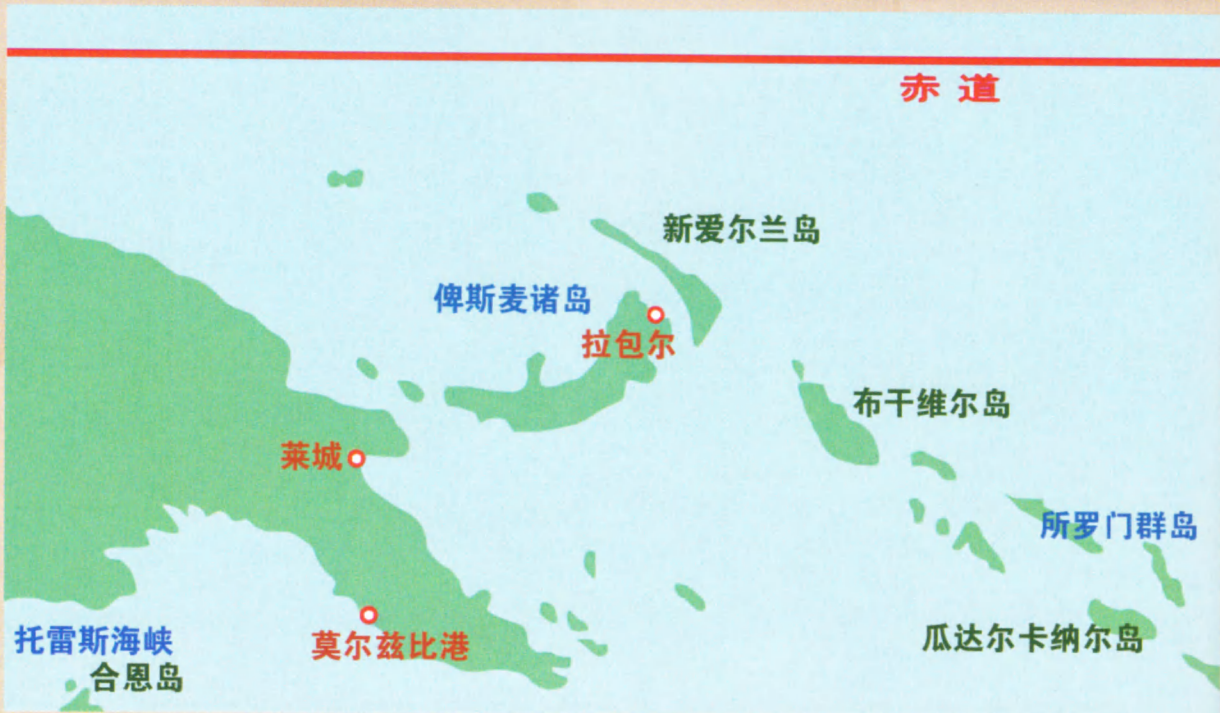 赤道
新爱尔兰岛
俾斯麦诸岛
拉包尔
布干维尔岛
莱城
所罗门群岛
托雷斯海峡
莫尔兹比港
瓜达尔卡纳尔岛
合恩岛